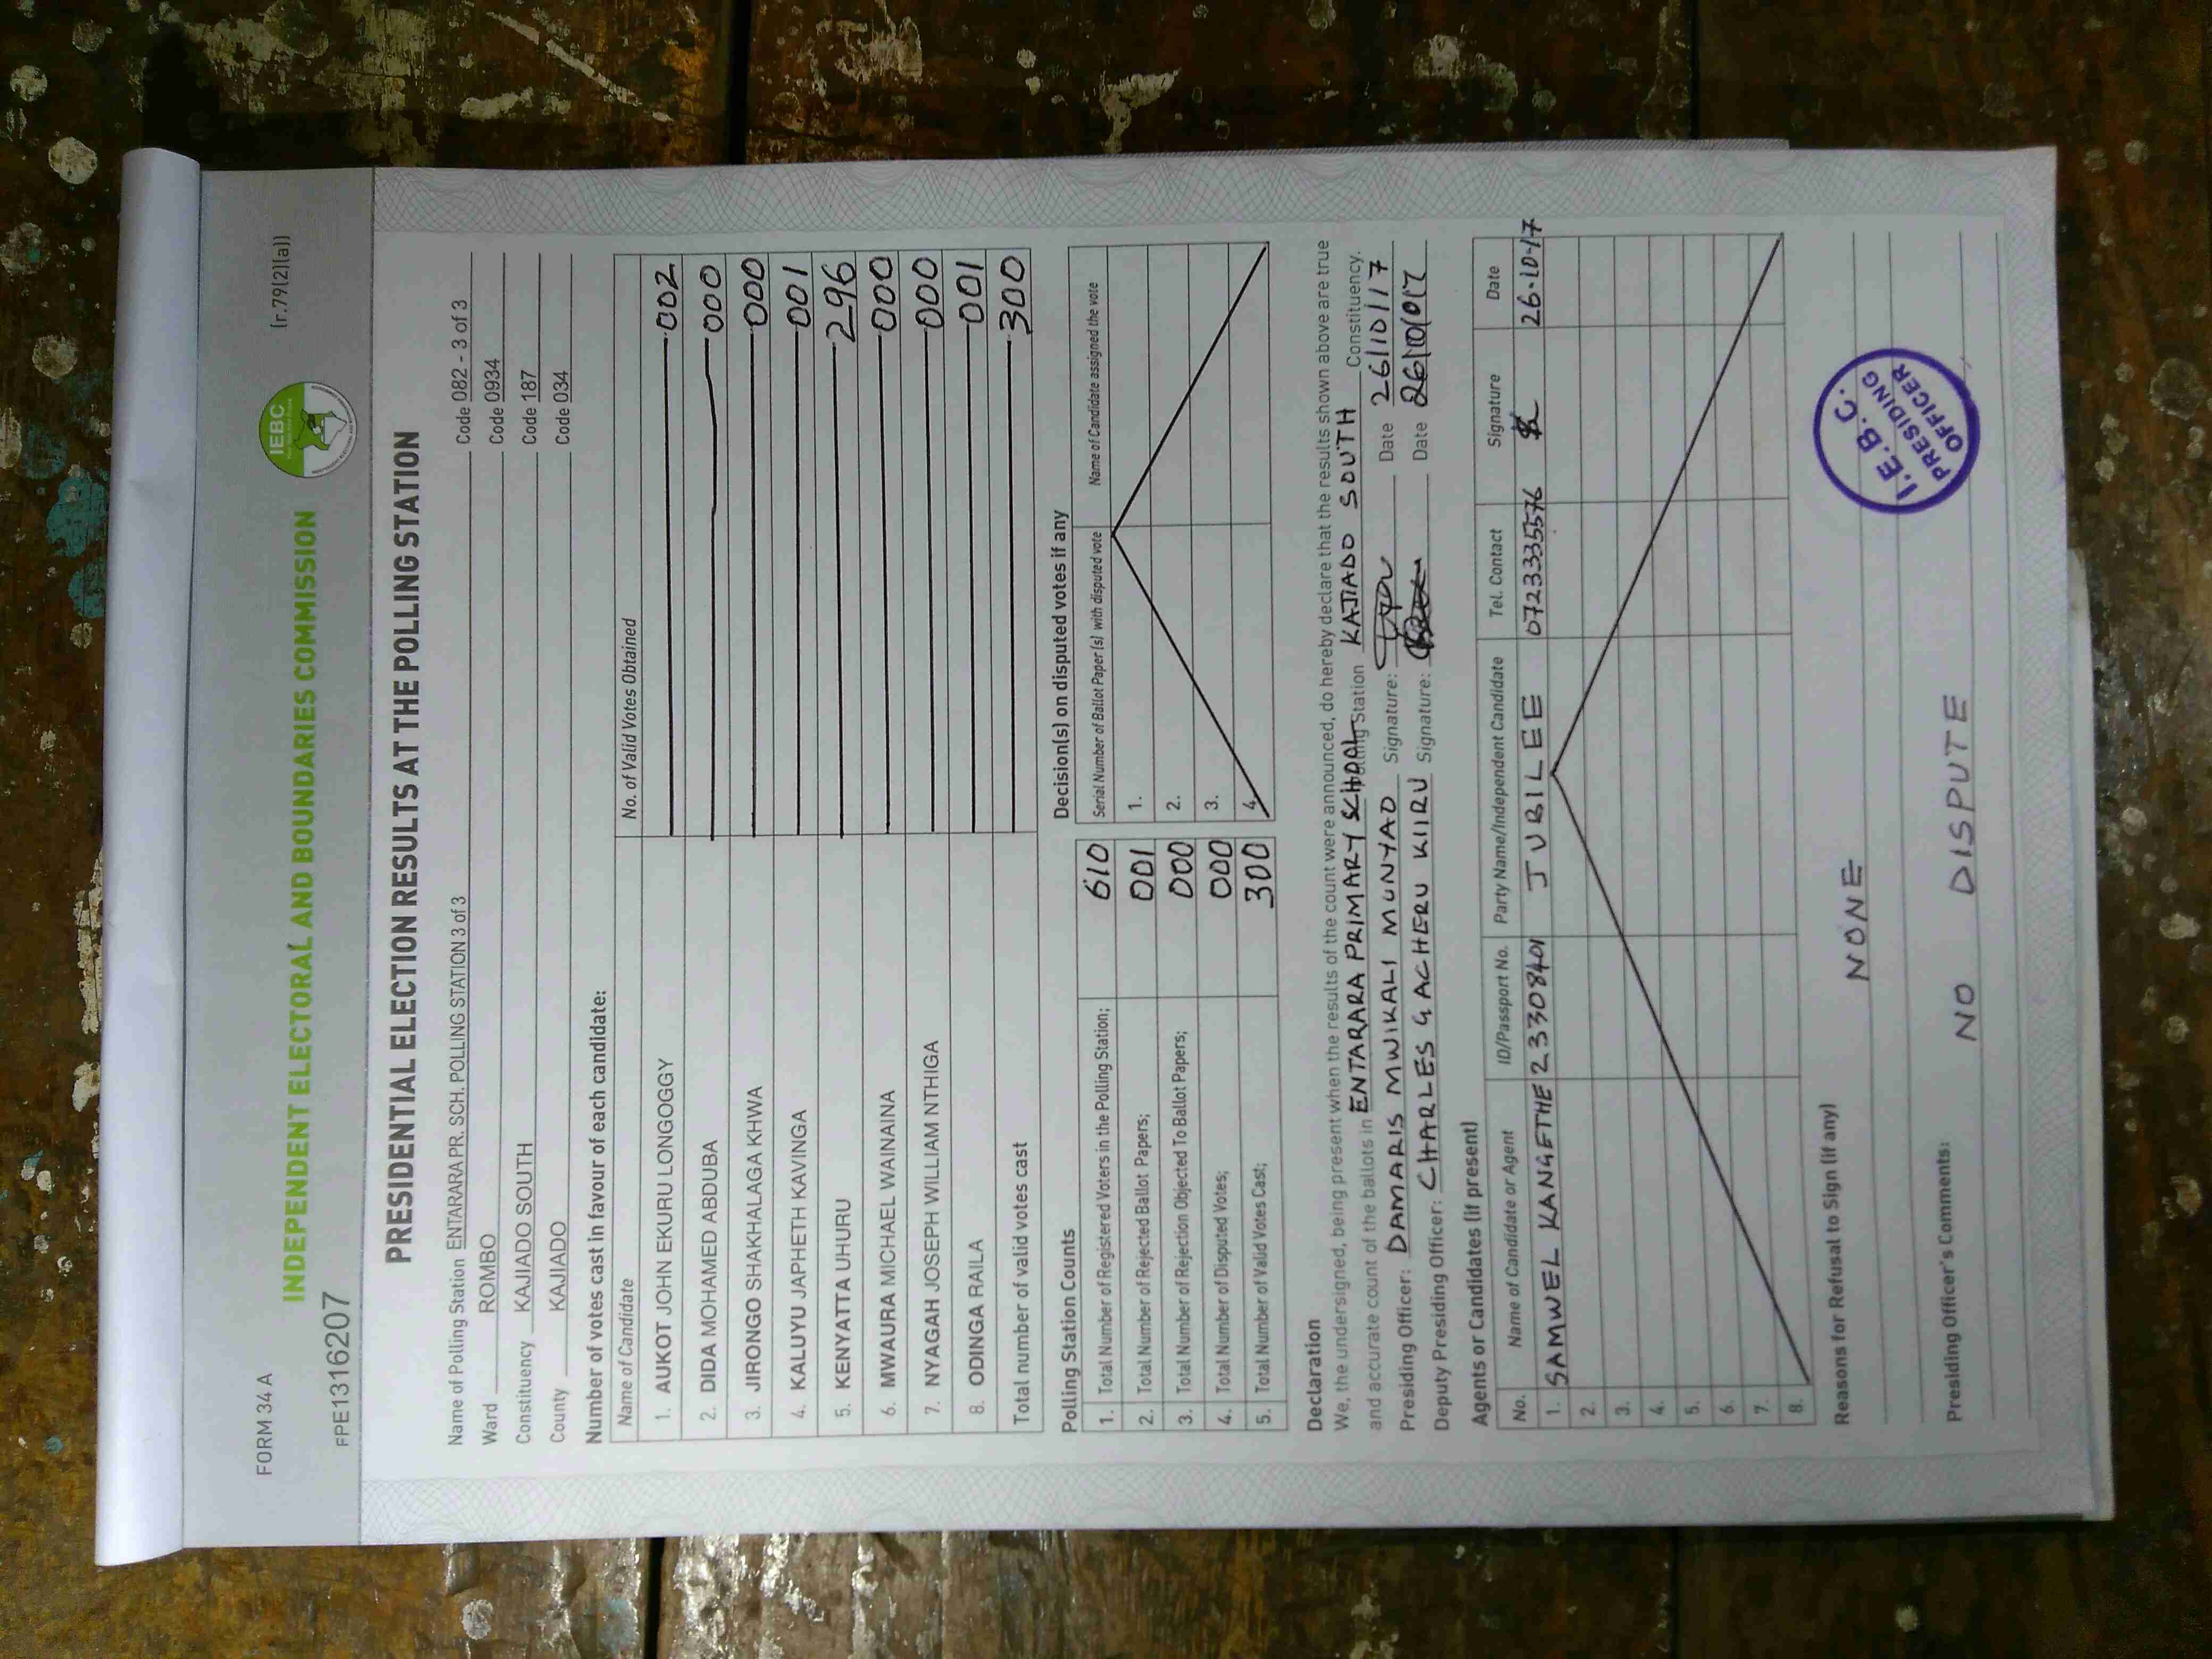 FORM 34 A
(r.79(2)(a))
INDEPENDENT ELECTORAL AND BOUNDARIES COMMISSION
IEBC
FPE1316207
PRESIDENTIAL ELECTION RESULTS AT THE POLLING STATION
Name of Polling Station ENTARARA PR. SCH. POLLING STATION 3 of 3 Code 082 - 3 of 3
Ward ROMBO Code 0934
Constituency KAJIADO SOUTH Code 187
County KAJIADO Code 034
Number of votes cast in favour of each candidate:
Name of Candidate No. of Valid Votes Obtained
1. AUKOT JOHN EKURU LONGOGGY 002
2. DIDA MOHAMED ABDUBA 000
3. JIRONGO SHAKHALAGA KHWA 000
4. KALUYU JAPHETH KAVINGA 001
5. KENYATTA UHURU 296
6. MWAURA MICHAEL WAINAINA 000
7. NYAGAH JOSEPH WILLIAM NTHIGA 000
8. ODINGA RAILA 001
Total number of valid votes cast 300
Polling Station Counts
1. Total Number of Registered Voters in the Polling Station; 610
2. Total Number of Rejected Ballot Papers; 001
3. Total Number of Rejection Objected To Ballot Papers; 000
4. Total Number of Disputed Votes; 000
5. Total Number of Valid Votes Cast; 300
Decision(s) on disputed votes if any
Serial Number of Ballot Paper(s) with disputed vote Name of Candidate assigned the vote
1.
2.
3.
4.
Declaration
We, the undersigned, being present when the results of the count were announced, do hereby declare that the results shown above are true
and accurate count of the ballots in ENTARARA PRIMARY SCHOOL Station KAJIADO SOUTH Constituency.
Presiding Officer: DAMARIS MWIKALI MUNYAO Signature: Date 26/10/17
Deputy Presiding Officer: CHARLES GACHERU KIIRU Signature: Date
Agents or Candidates (if present)
No. Name of Candidate or Agent ID/Passport No. Party Name/Independent Candidate Tel. Contact Signature Date
1. SAMWEL KANGETHE 23308401 JUBILEE 0723335576 26-10-17
2.
3.
4.
5.
6.
7.
8.
Reasons for Refusal to Sign (if any)
NONE
Presiding Officer's Comments:
NO DISPUTE
I.E.B.C.
PRESIDING
OFFICER